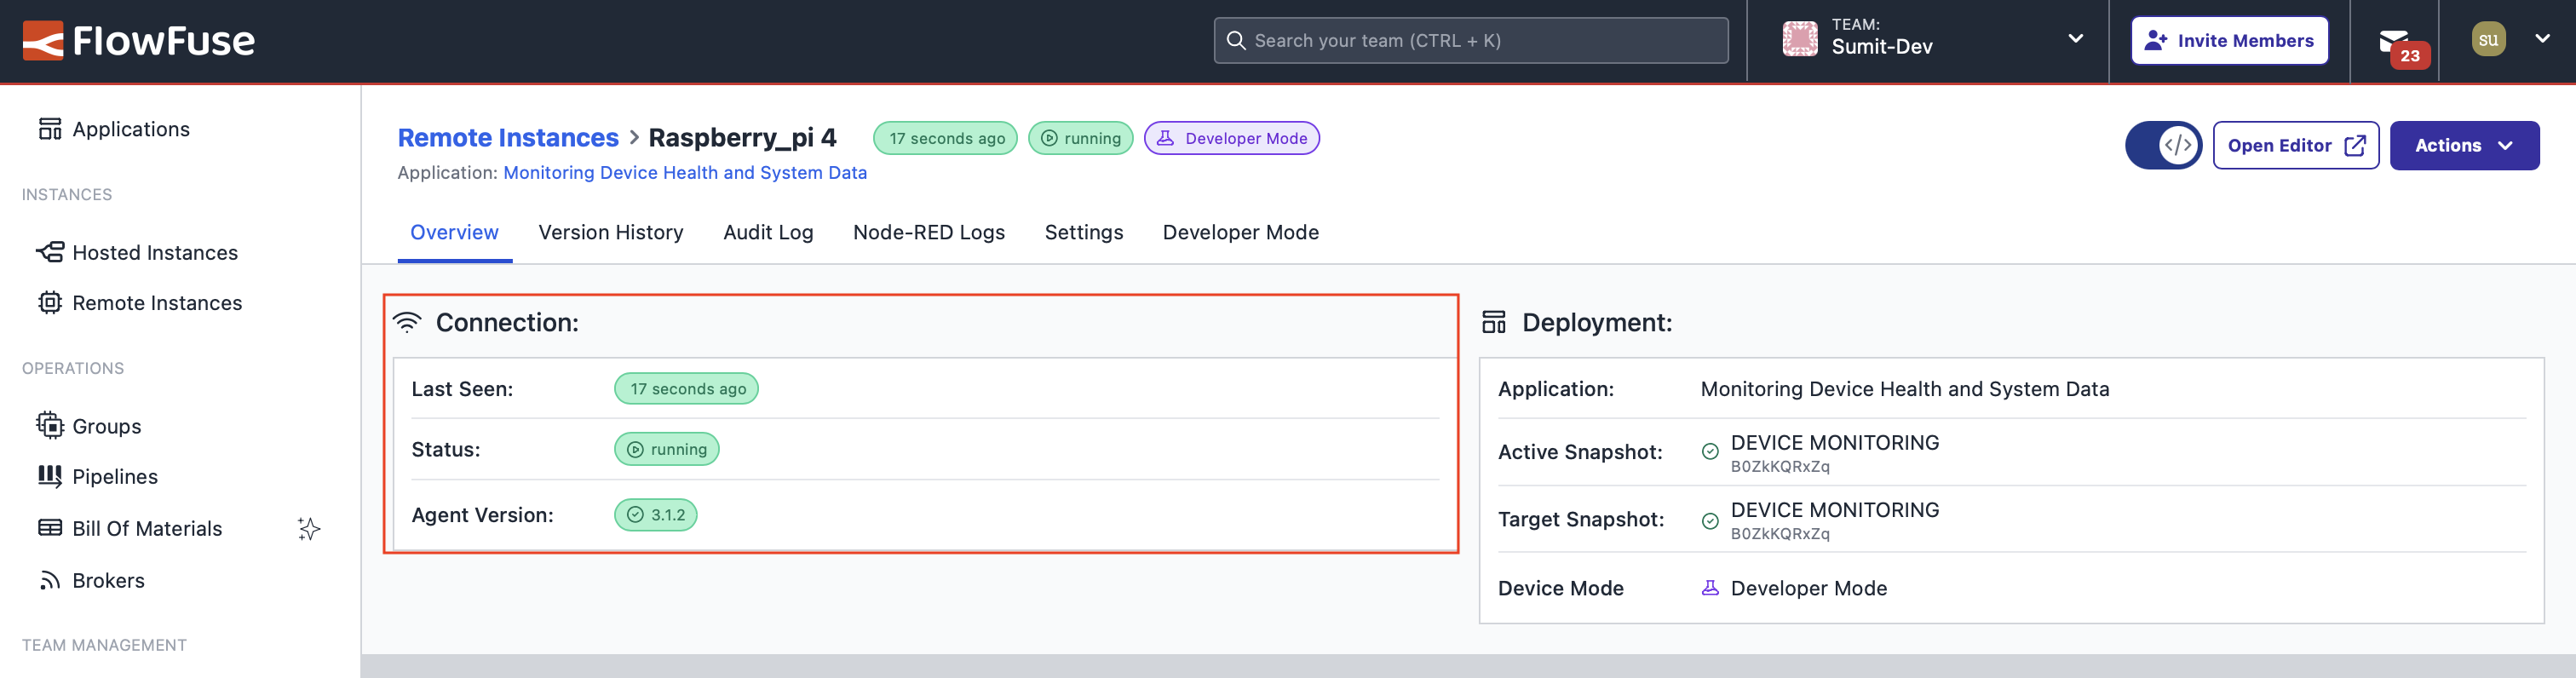 FlowFuse
Search your team (CTRL + K)
TEAM:
Sumit-Dev
Invite Members
23
su
Applications
INSTANCES
Hosted Instances
Remote Instances
OPERATIONS
Groups
Pipelines
Bill Of Materials
Brokers
TEAM MANAGEMENT
Remote Instances > Raspberry_pi 4
17 seconds ago
running
Developer Mode
Application: Monitoring Device Health and System Data
</>
Open Editor
Actions
Overview
Version History
Audit Log
Node-RED Logs
Settings
Developer Mode
Connection:
Last Seen: 17 seconds ago
Status: running
Agent Version: 3.1.2
Deployment:
Application: Monitoring Device Health and System Data
Active Snapshot: DEVICE MONITORING
B0ZkKQRxZq
Target Snapshot: DEVICE MONITORING
B0ZkKQRxZq
Device Mode Developer Mode